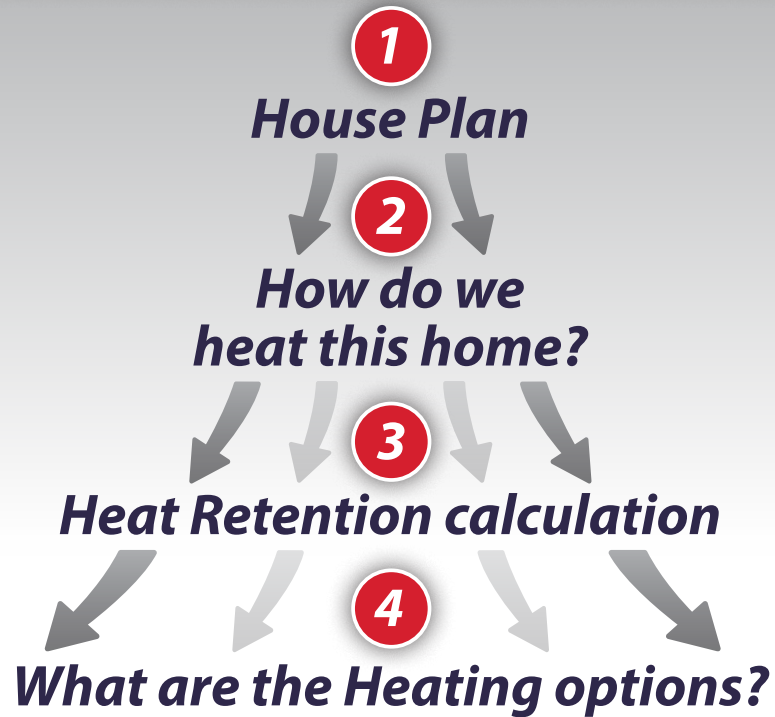 1
House Plan
2
How do we
heat this home?
3
Heat Retention calculation
4
What are the Heating options?